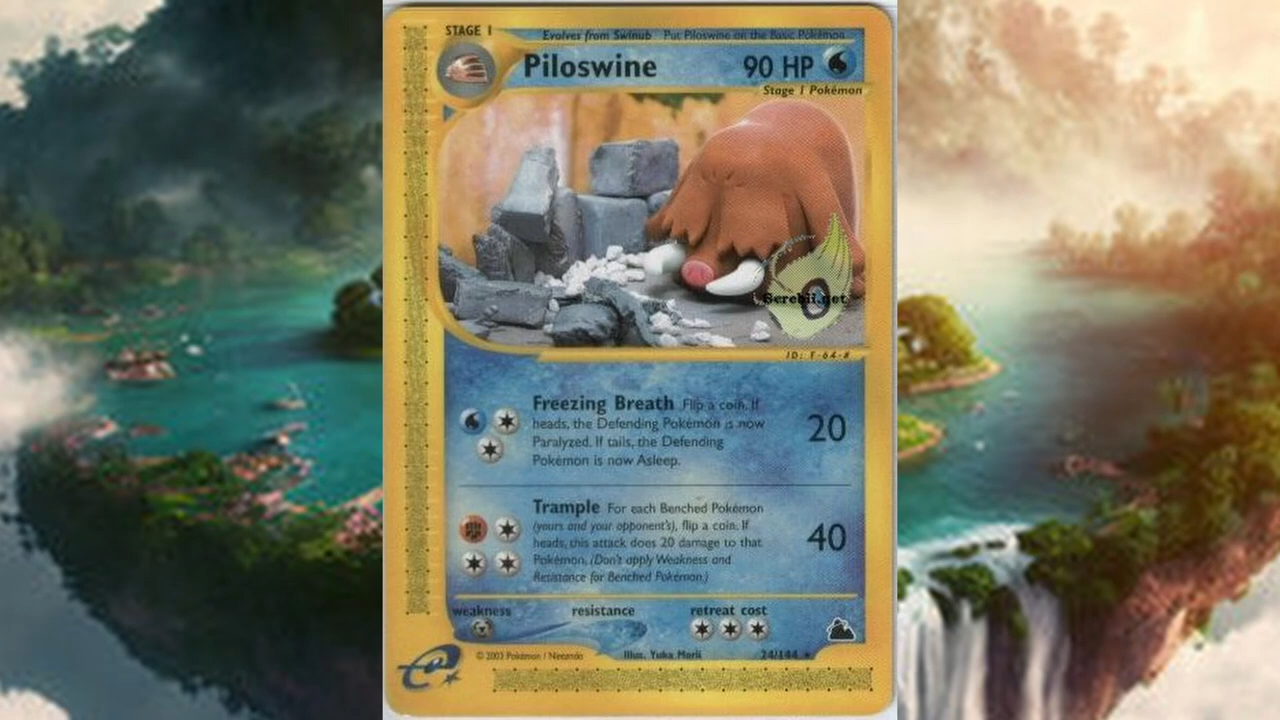 STAGE 1
Evolves from Swinub Put Piloswine on the Basic Pokémon
Piloswine 90 HP
Stage 1 Pokémon
Serebii.net
ID: F-64-#
Freezing Breath Flip a coin. If
heads, the Defending Pokémon is now
Paralyzed. If tails, the Defending
Pokémon is now Asleep.
20
Trample For each Benched Pokémon
(yours and your opponent's), flip a coin. If
heads, this attack does 20 damage to that
Pokémon. (Don't apply Weakness and
Resistance for Benched Pokémon.)
40
weakness resistance retreat cost
e
© 2003 Pokémon / Nintendo Illus. Yuka Morii 24/144 ★